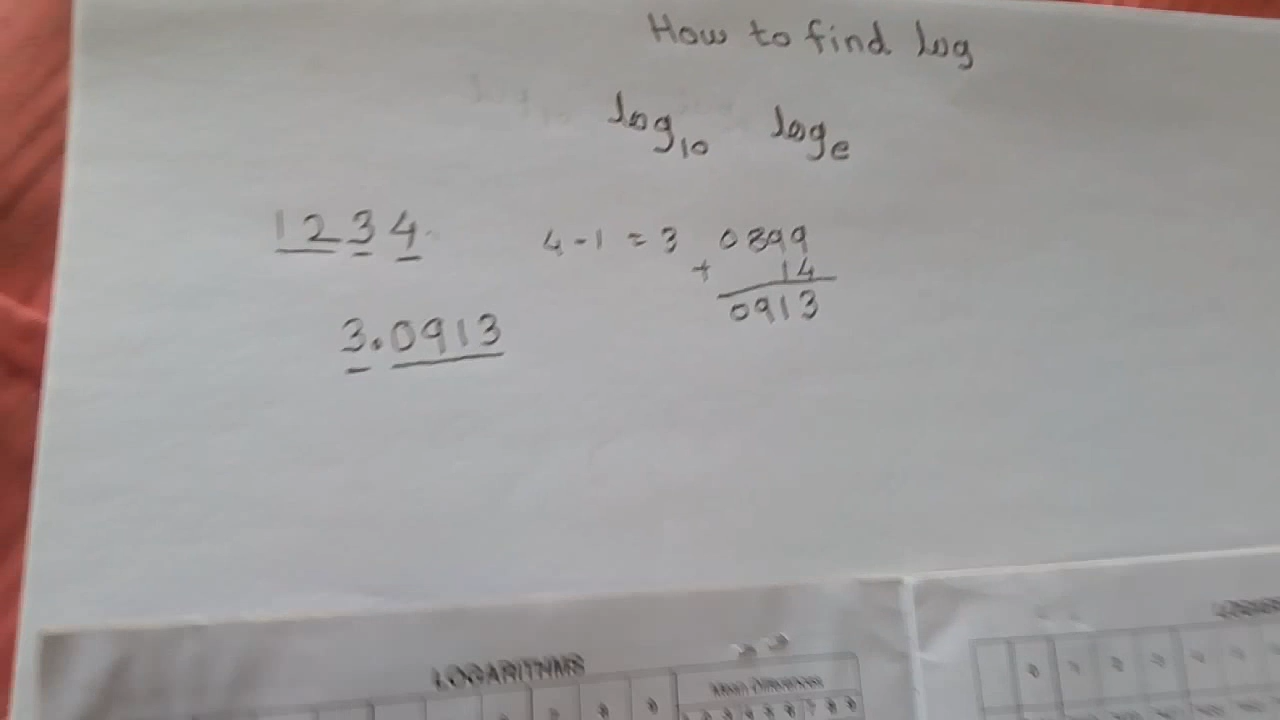 How to find log
log10 loge
1234 4-1=3 0899
+ 14
0913
3.0913
LOGARITHMS
Mean Differences